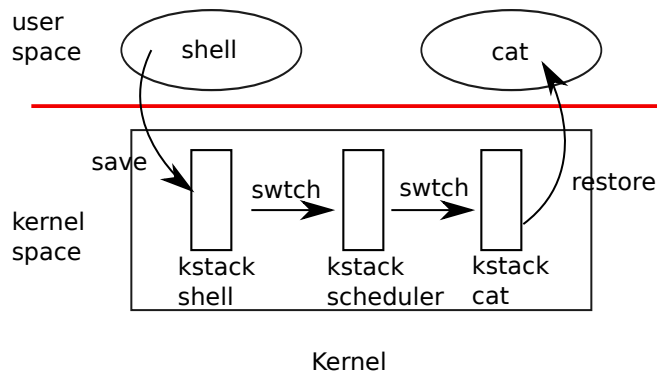 user
space
shell
cat
save
swtch
swtch
restore
kernel
space
kstack
shell
kstack
scheduler
kstack
cat
Kernel